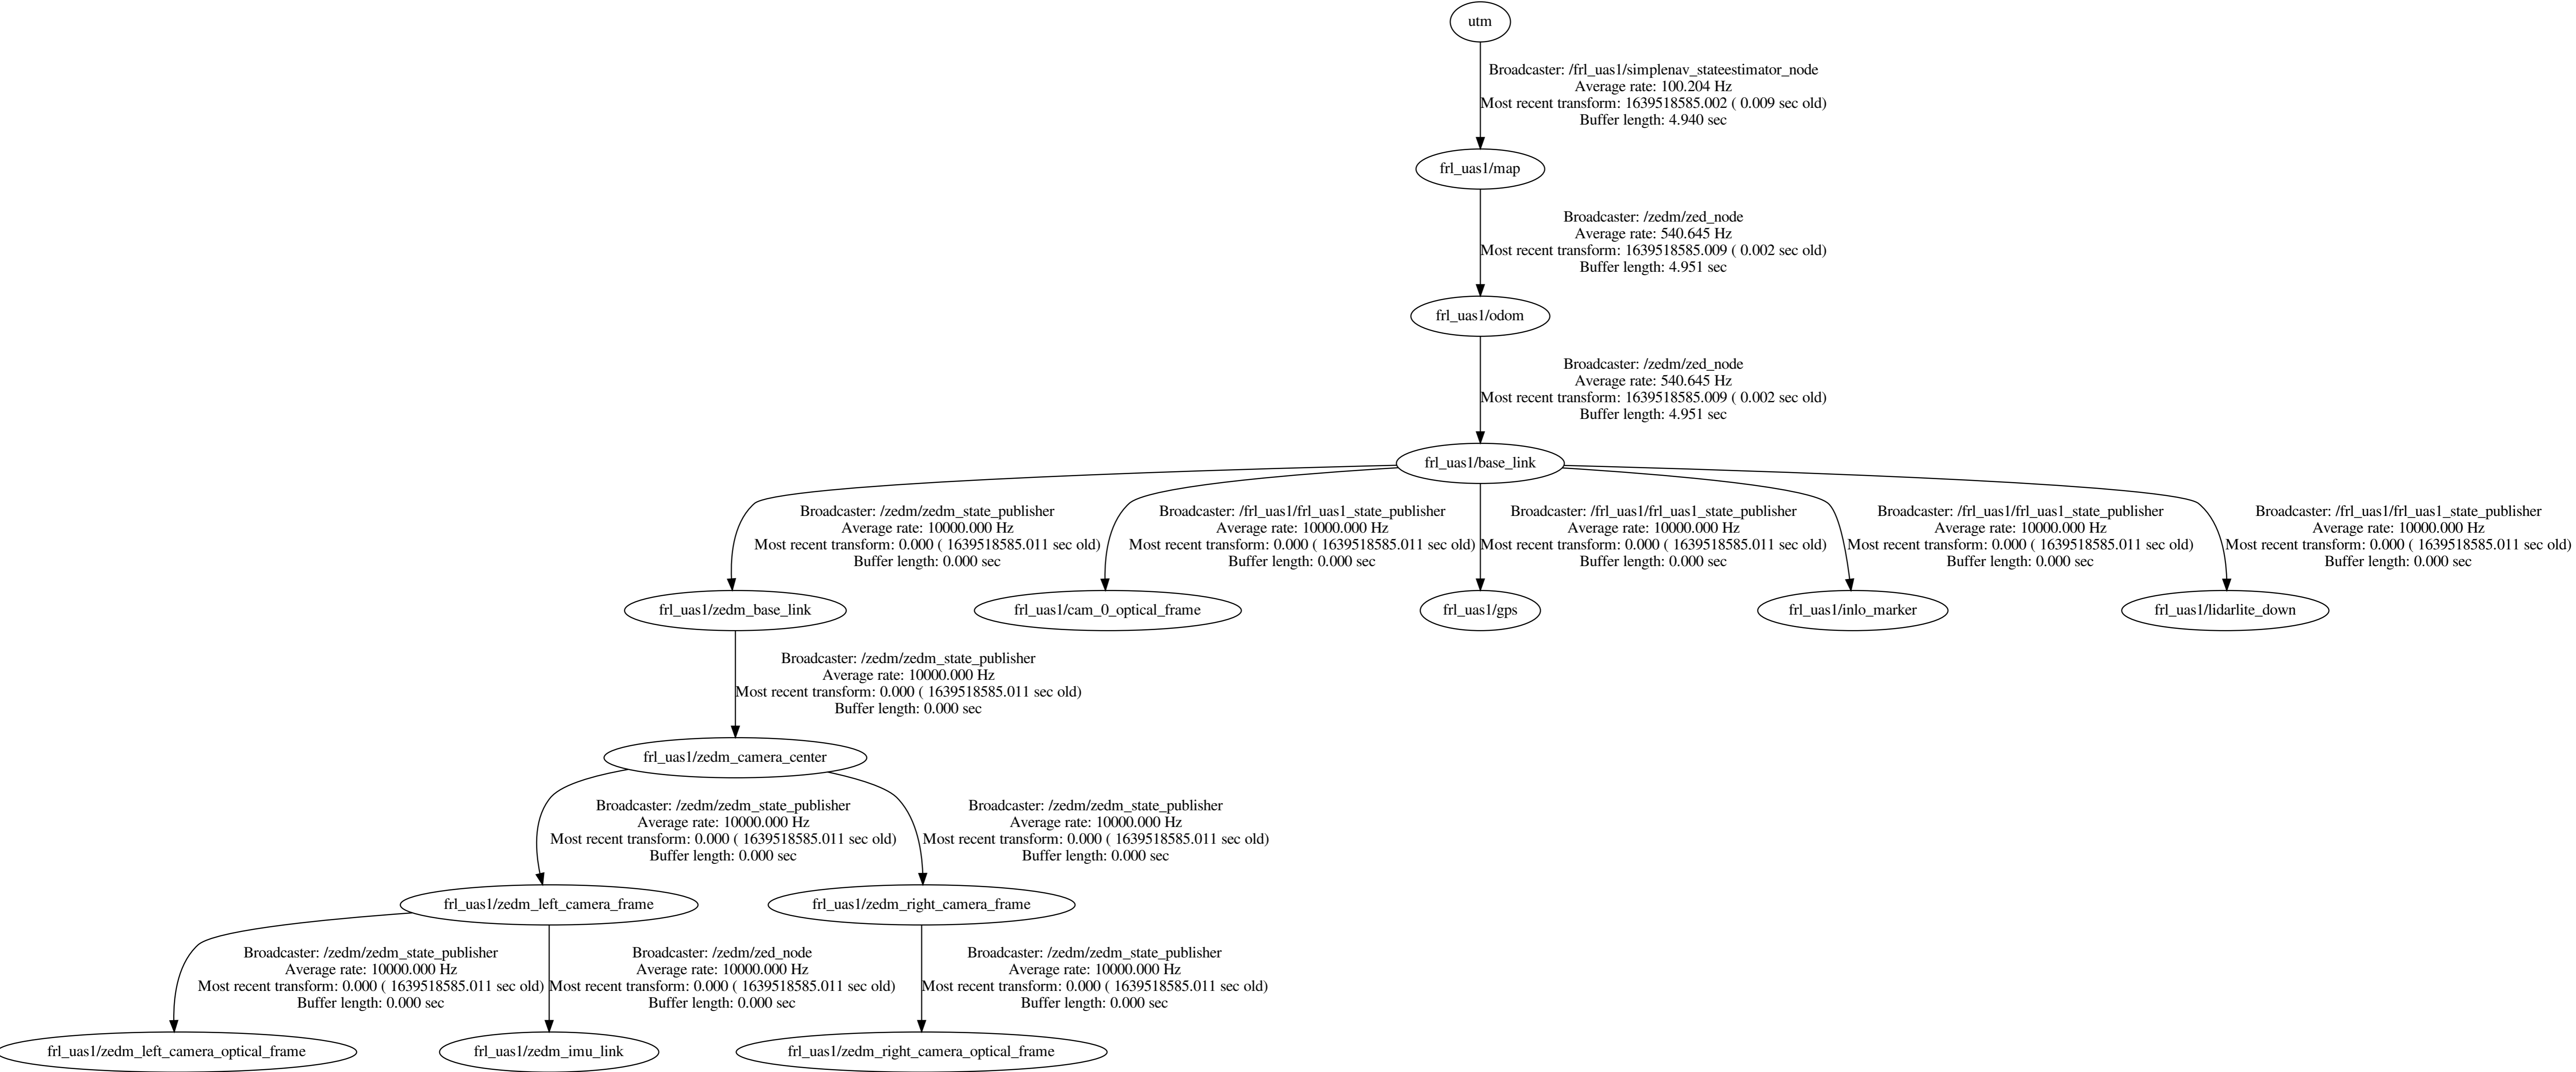 utm
Broadcaster: /frl_uas1/simplenav_stateestimator_node
Average rate: 100.204 Hz
Most recent transform: 1639518585.002 ( 0.009 sec old)
Buffer length: 4.940 sec
frl_uas1/map
Broadcaster: /zedm/zed_node
Average rate: 540.645 Hz
Most recent transform: 1639518585.009 ( 0.002 sec old)
Buffer length: 4.951 sec
frl_uas1/odom
Broadcaster: /zedm/zed_node
Average rate: 540.645 Hz
Most recent transform: 1639518585.009 ( 0.002 sec old)
Buffer length: 4.951 sec
frl_uas1/base_link
Broadcaster: /zedm/zedm_state_publisher
Average rate: 10000.000 Hz
Most recent transform: 0.000 ( 1639518585.011 sec old)
Buffer length: 0.000 sec
Broadcaster: /frl_uas1/frl_uas1_state_publisher
Average rate: 10000.000 Hz
Most recent transform: 0.000 ( 1639518585.011 sec old)
Buffer length: 0.000 sec
Broadcaster: /frl_uas1/frl_uas1_state_publisher
Average rate: 10000.000 Hz
Most recent transform: 0.000 ( 1639518585.011 sec old)
Buffer length: 0.000 sec
Broadcaster: /frl_uas1/frl_uas1_state_publisher
Average rate: 10000.000 Hz
Most recent transform: 0.000 ( 1639518585.011 sec old)
Buffer length: 0.000 sec
Broadcaster: /frl_uas1/frl_uas1_state_publisher
Average rate: 10000.000 Hz
Most recent transform: 0.000 ( 1639518585.011 sec old)
Buffer length: 0.000 sec
frl_uas1/zedm_base_link
frl_uas1/cam_0_optical_frame
frl_uas1/gps
frl_uas1/inlo_marker
frl_uas1/lidarlite_down
Broadcaster: /zedm/zedm_state_publisher
Average rate: 10000.000 Hz
Most recent transform: 0.000 ( 1639518585.011 sec old)
Buffer length: 0.000 sec
frl_uas1/zedm_camera_center
Broadcaster: /zedm/zedm_state_publisher
Average rate: 10000.000 Hz
Most recent transform: 0.000 ( 1639518585.011 sec old)
Buffer length: 0.000 sec
Broadcaster: /zedm/zedm_state_publisher
Average rate: 10000.000 Hz
Most recent transform: 0.000 ( 1639518585.011 sec old)
Buffer length: 0.000 sec
frl_uas1/zedm_left_camera_frame
frl_uas1/zedm_right_camera_frame
Broadcaster: /zedm/zedm_state_publisher
Average rate: 10000.000 Hz
Most recent transform: 0.000 ( 1639518585.011 sec old)
Buffer length: 0.000 sec
Broadcaster: /zedm/zed_node
Average rate: 10000.000 Hz
Most recent transform: 0.000 ( 1639518585.011 sec old)
Buffer length: 0.000 sec
Broadcaster: /zedm/zedm_state_publisher
Average rate: 10000.000 Hz
Most recent transform: 0.000 ( 1639518585.011 sec old)
Buffer length: 0.000 sec
frl_uas1/zedm_left_camera_optical_frame
frl_uas1/zedm_imu_link
frl_uas1/zedm_right_camera_optical_frame